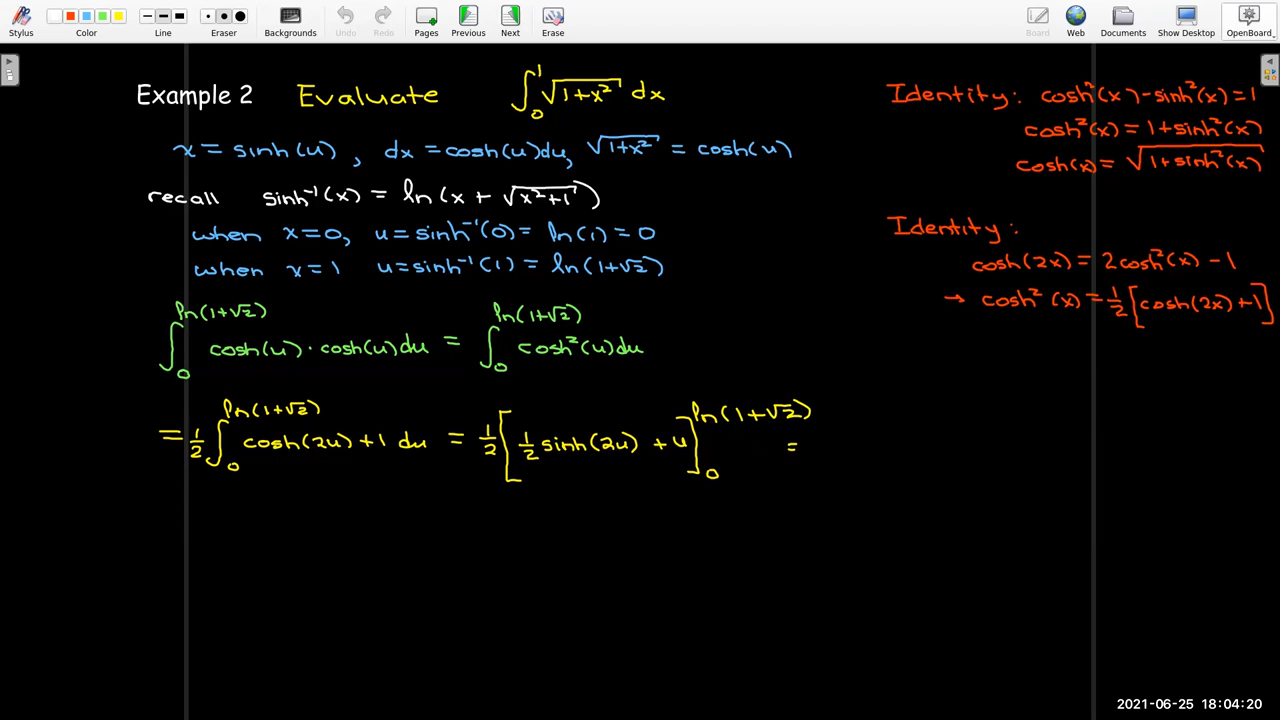 Stylus Color Line Eraser Backgrounds Undo Redo Pages Previous Next Erase Board Web Documents Show Desktop OpenBoard
Example 2 Evaluate ∫₀¹ √(1+x²) dx
x = sinh(u), dx = cosh(u)du, √(1+x²) = cosh(u)
recall sinh⁻¹(x) = ln(x + √(x²+1))
when x=0, u = sinh⁻¹(0) = ln(1) = 0
when x=1 u = sinh⁻¹(1) = ln(1+√2)
∫₀^ln(1+√2) cosh(u)·cosh(u)du = ∫₀^ln(1+√2) cosh²(u)du
= ½ ∫₀^ln(1+√2) cosh(2u)+1 du = ½ [½ sinh(2u) + u]₀^ln(1+√2) =
Identity: cosh²(x) - sinh²(x) = 1
cosh²(x) = 1+sinh²(x)
cosh(x) = √(1+sinh²(x))
Identity:
cosh(2x) = 2cosh²(x) - 1
→ cosh²(x) = ½ [cosh(2x)+1]
2021-06-25 18:04:20